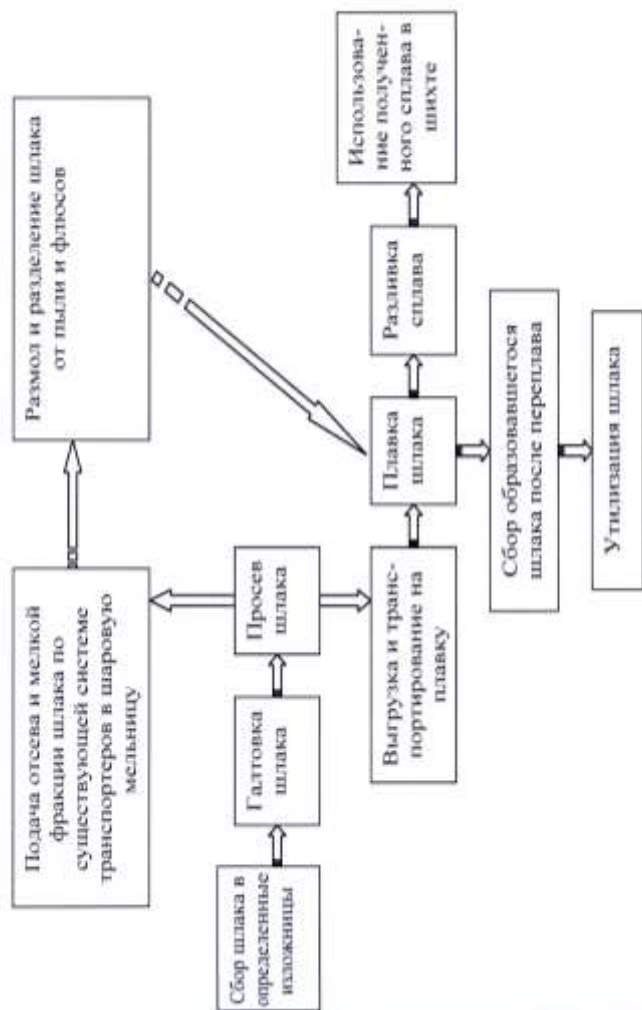 Подача отсева и мелкой
фракции шлака по
существующей системе
транспортеров в шаровую
мельницу
Размол и разделение шлака
от пыли и флюсов
Сбор шлака в
определенные
изложницы
Галтовка
шлака
Просев
шлака
Выгрузка и транс-
портирование на
плавку
Плавка
шлака
Разливка
сплава
Использова-
ние получен-
ного сплава в
шихте
Сбор образовавшегося
шлака после переплава
Утилизация шлака